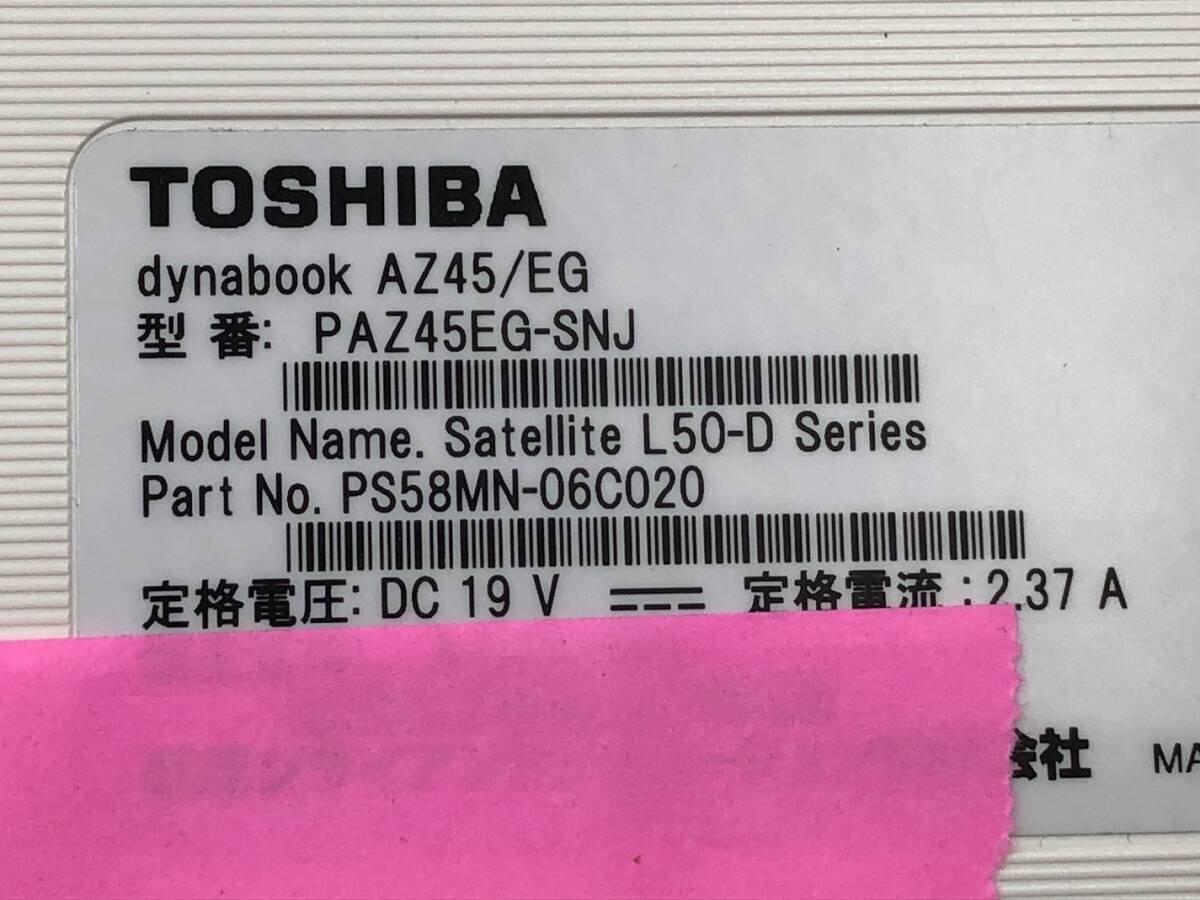 TOSHIBA
dynabook AZ45/EG
型 番: PAZ45EG-SNJ
Model Name. Satellite L50-D Series
Part No. PS58MN-06C020
定格電圧: DC 19 V ⎓ 定格電流 : 2.37 A
会社 MA